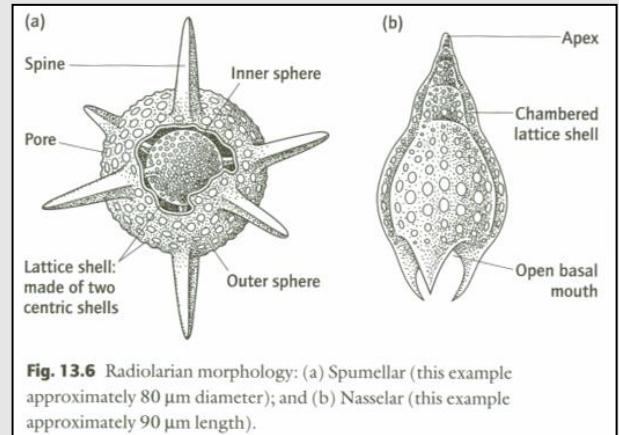 (a)
Spine
Inner sphere
Pore
Lattice shell:
made of two
centric shells
Outer sphere
(b)
Apex
Chambered
lattice shell
Open basal
mouth
Fig. 13.6 Radiolarian morphology: (a) Spumellar (this example
approximately 80 μm diameter); and (b) Nasselar (this example
approximately 90 μm length).